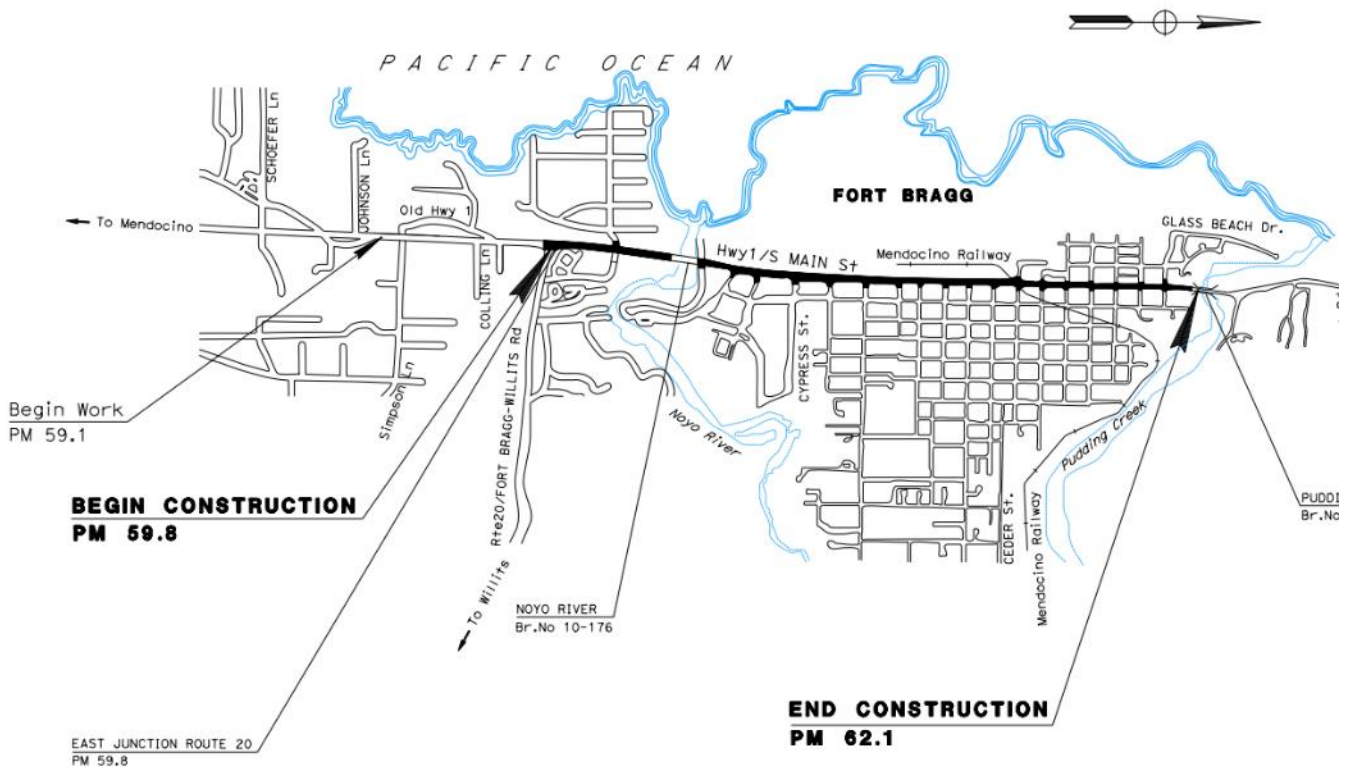 PACIFIC OCEAN
SCHOEFER Ln
JOHNSON Ln
Old Hwy 1
To Mendocino
COLLING Ln
Simpson Ln
FORT BRAGG
GLASS BEACH Dr.
Hwy1/S MAIN St
Mendocino Railway
CYPRESS St.
Noyo River
Rte20/FORT BRAGG-WILLITS Rd
To Willits
Begin Work
PM 59.1
BEGIN CONSTRUCTION
PM 59.8
NOYO RIVER
Br.No 10-176
EAST JUNCTION ROUTE 20
PM 59.8
Pudding Creek
CEDER St.
Mendocino Railway
PUDDI
Br.No
END CONSTRUCTION
PM 62.1